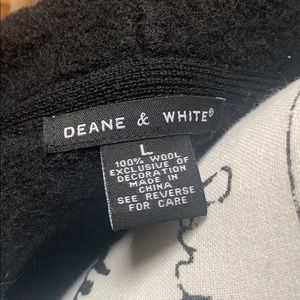 DEANE & WHITE®
L
100% WOOL
EXCLUSIVE OF
DECORATION
MADE IN
CHINA
SEE REVERSE
FOR CARE